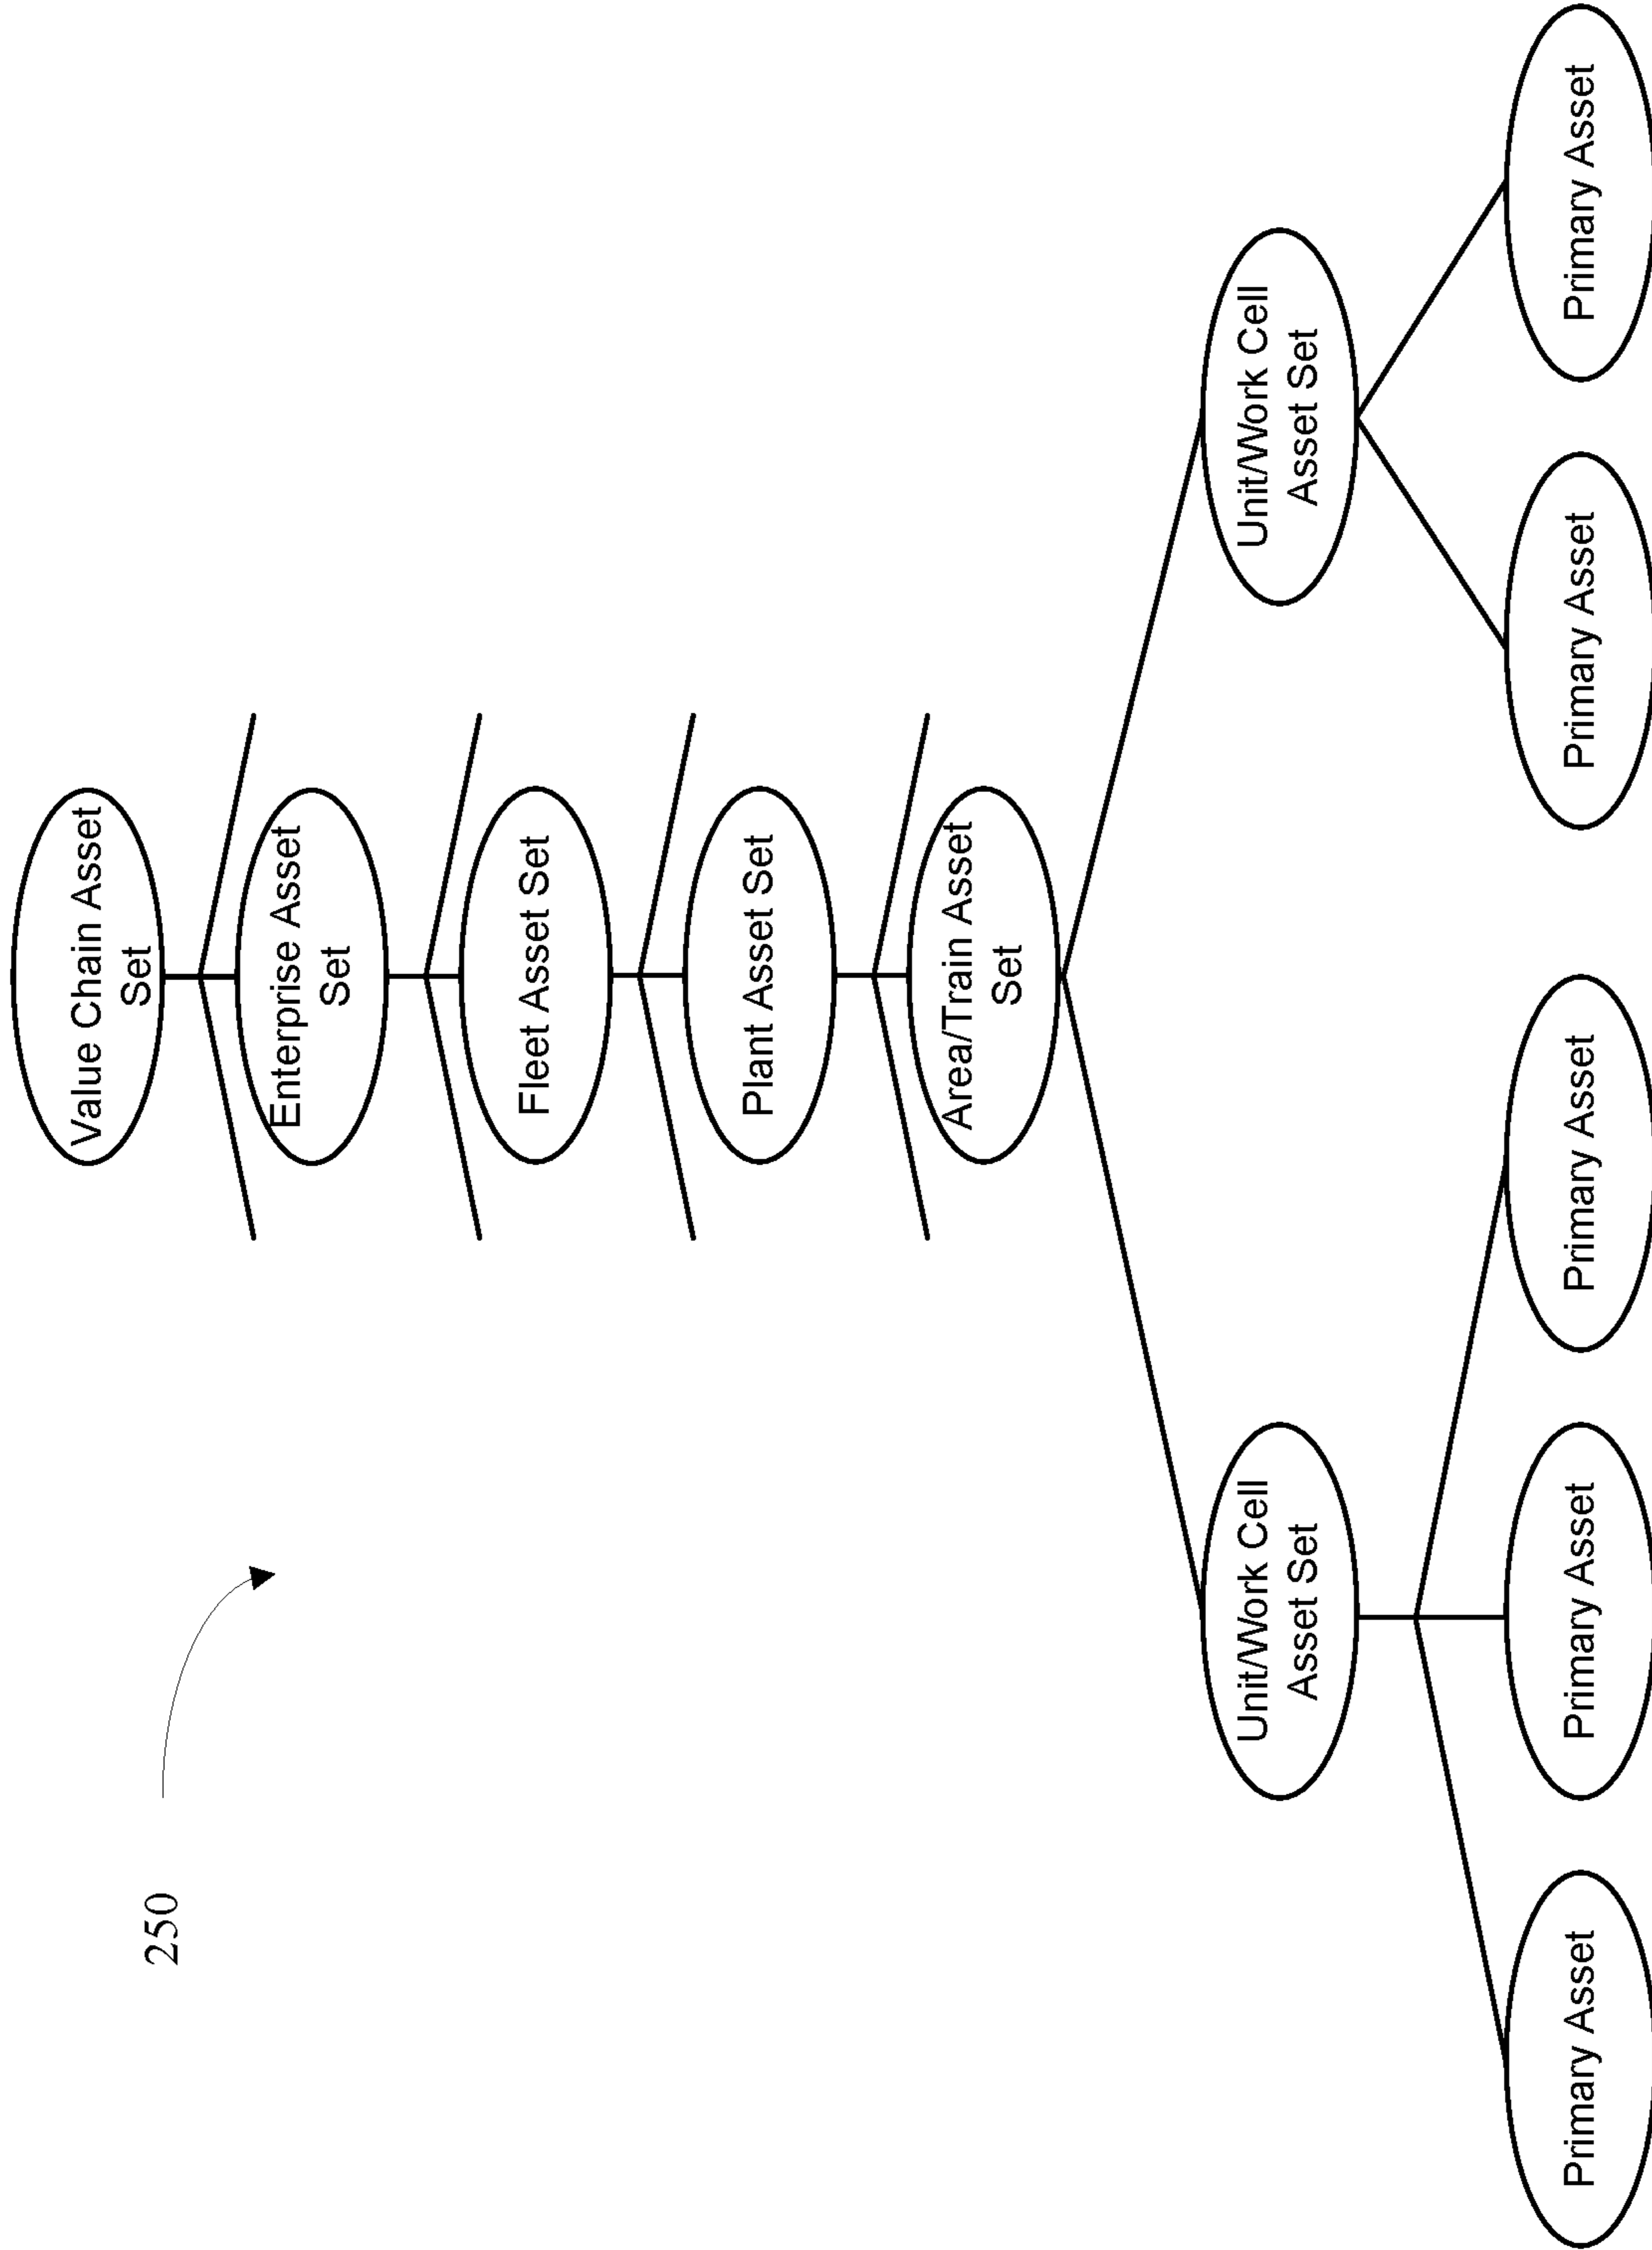 250
Value Chain Asset
Set
Enterprise Asset
Set
Fleet Asset Set
Plant Asset Set
Area/Train Asset
Set
Unit/Work Cell
Asset Set
Unit/Work Cell
Asset Set
Primary Asset
Primary Asset
Primary Asset
Primary Asset
Primary Asset